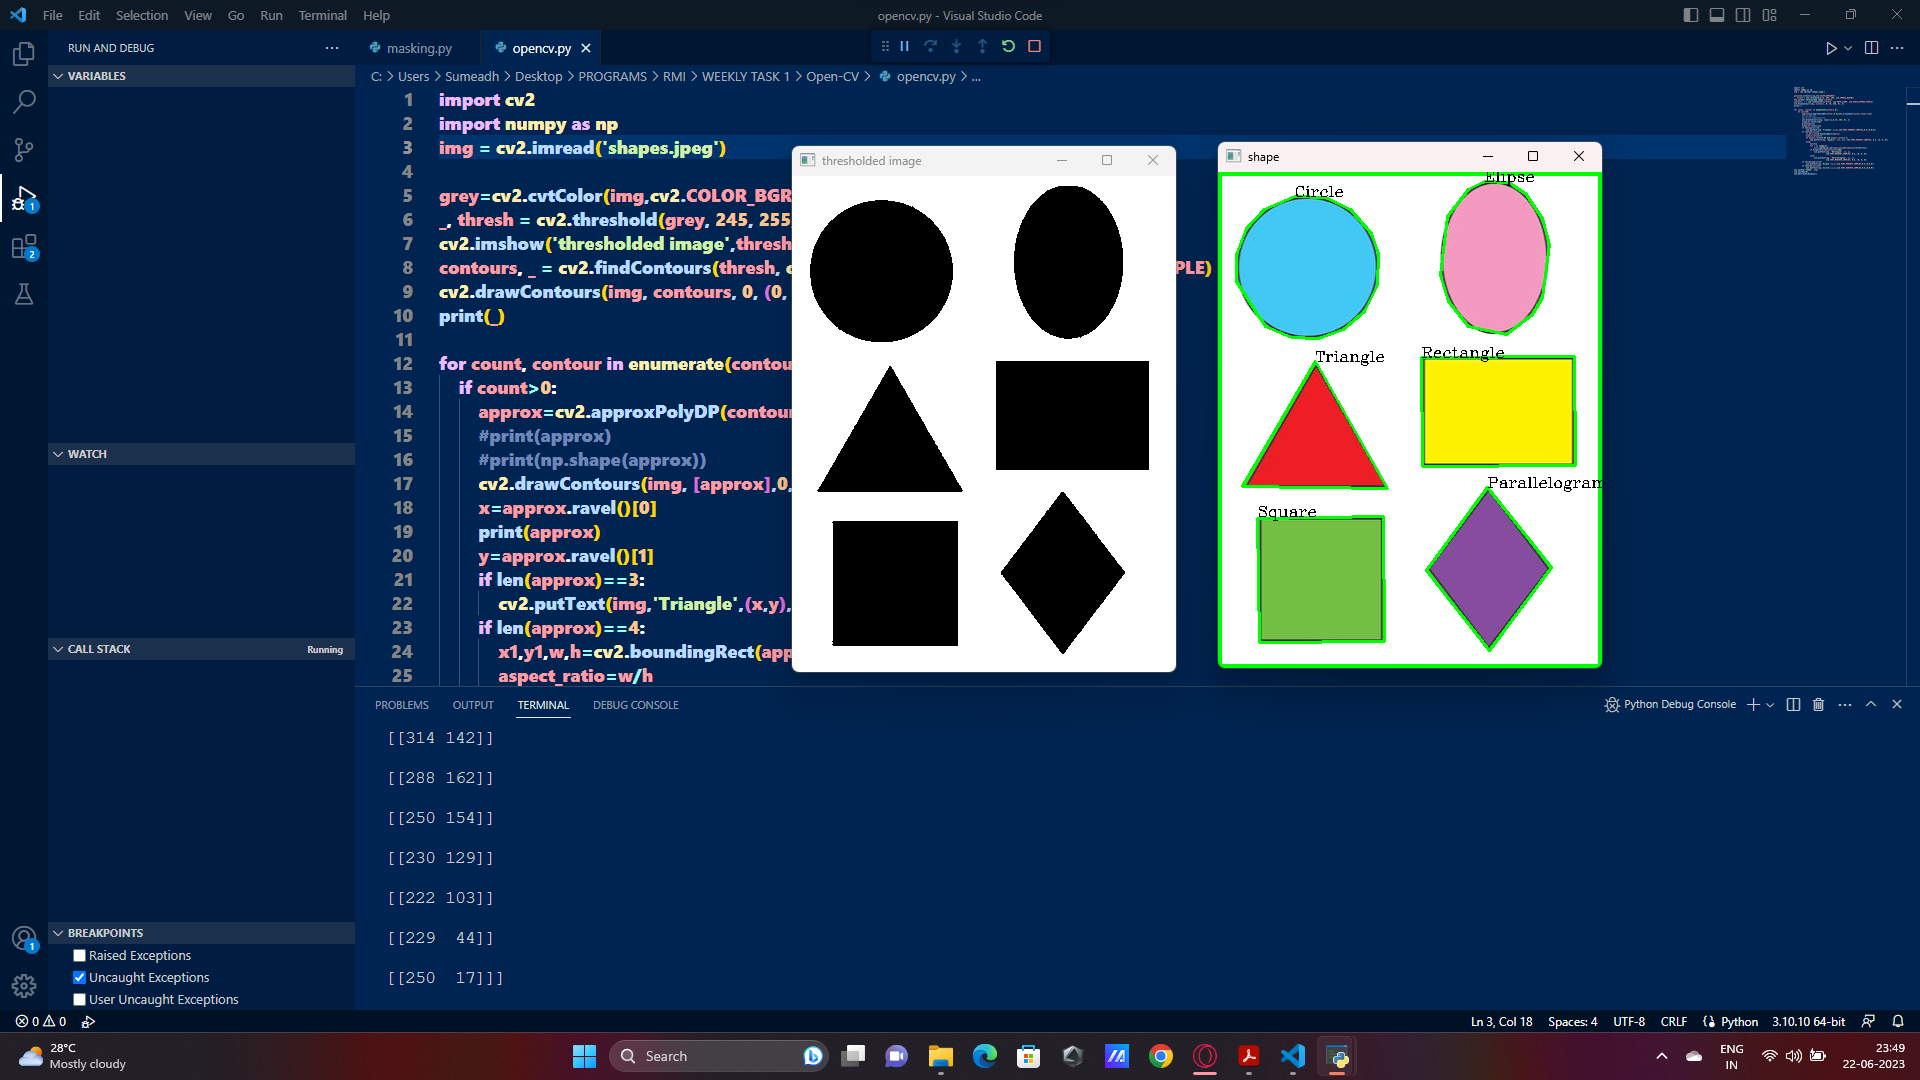 File Edit Selection View Go Run Terminal Help
opencv.py - Visual Studio Code
RUN AND DEBUG
masking.py
opencv.py
VARIABLES
C: > Users > Sumeadh > Desktop > PROGRAMS > RMI > WEEKLY TASK 1 > Open-CV > opencv.py > ...
1 import cv2
2 import numpy as np
3 img = cv2.imread('shapes.jpeg')
4
5 grey=cv2.cvtColor(img,cv2.COLOR_BGR
6 _, thresh = cv2.threshold(grey, 245, 255,
7 cv2.imshow('thresholded image',thresh
8 contours, _ = cv2.findContours(thresh, c PLE)
9 cv2.drawContours(img, contours, 0, (0,
10 print(_)
11
12 for count, contour in enumerate(contou
13 if count>0:
14 approx=cv2.approxPolyDP(contour
15 #print(approx)
16 #print(np.shape(approx))
17 cv2.drawContours(img, [approx],0,
18 x=approx.ravel()[0]
19 print(approx)
20 y=approx.ravel()[1]
21 if len(approx)==3:
22 cv2.putText(img,'Triangle',(x,y),
23 if len(approx)==4:
24 x1,y1,w,h=cv2.boundingRect(app
25 aspect_ratio=w/h
thresholded image
shape
Circle
Elipse
Triangle
Rectangle
Square
Parallelogram
WATCH
CALL STACK
Running
BREAKPOINTS
Raised Exceptions
Uncaught Exceptions
User Uncaught Exceptions
PROBLEMS OUTPUT TERMINAL DEBUG CONSOLE
Python Debug Console
[[314 142]]
[[288 162]]
[[250 154]]
[[230 129]]
[[222 103]]
[[229 44]]
[[250 17]]]
1
2
1
0 0
Ln 3, Col 18 Spaces: 4 UTF-8 CRLF Python 3.10.10 64-bit
28°C
Mostly cloudy
Search
ENG
IN
23:49
22-06-2023